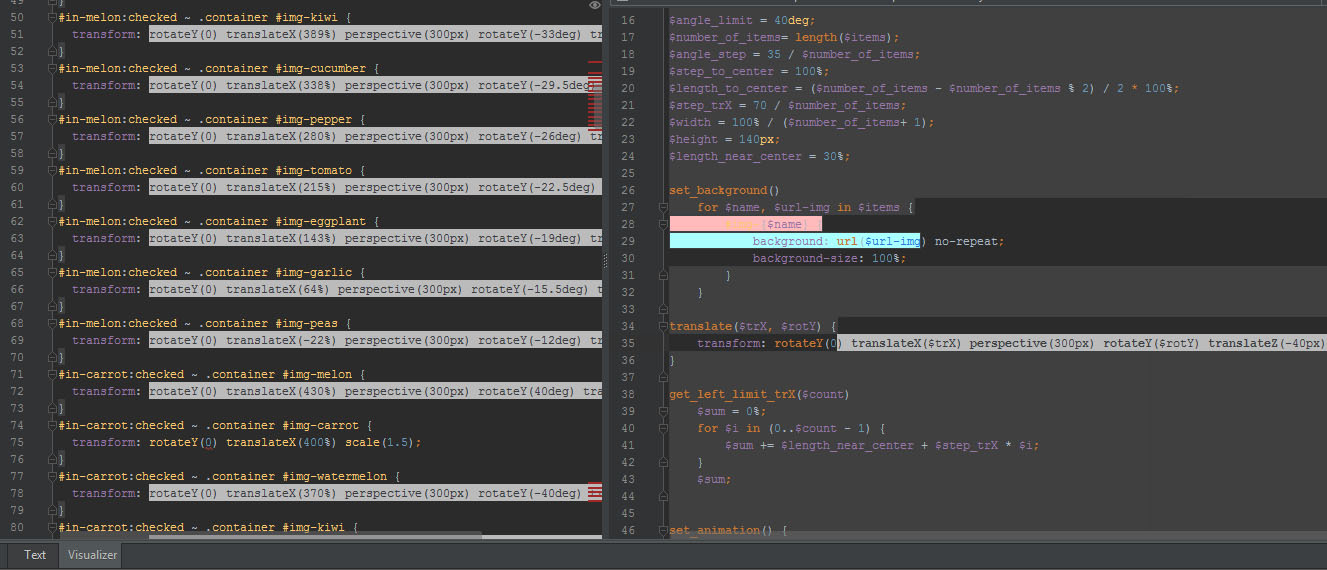 49 }
50 #in-melon:checked ~ .container #img-kiwi {
51 transform: rotateY(0) translateX(389%) perspective(300px) rotateY(-33deg) tr
52 }
53 #in-melon:checked ~ .container #img-cucumber {
54 transform: rotateY(0) translateX(338%) perspective(300px) rotateY(-29.5deg)
55 }
56 #in-melon:checked ~ .container #img-pepper {
57 transform: rotateY(0) translateX(280%) perspective(300px) rotateY(-26deg) tr
58 }
59 #in-melon:checked ~ .container #img-tomato {
60 transform: rotateY(0) translateX(215%) perspective(300px) rotateY(-22.5deg)
61 }
62 #in-melon:checked ~ .container #img-eggplant {
63 transform: rotateY(0) translateX(143%) perspective(300px) rotateY(-19deg) tr
64 }
65 #in-melon:checked ~ .container #img-garlic {
66 transform: rotateY(0) translateX(64%) perspective(300px) rotateY(-15.5deg) t
67 }
68 #in-melon:checked ~ .container #img-peas {
69 transform: rotateY(0) translateX(-22%) perspective(300px) rotateY(-12deg) tr
70 }
71 #in-carrot:checked ~ .container #img-melon {
72 transform: rotateY(0) translateX(430%) perspective(300px) rotateY(40deg) tra
73 }
74 #in-carrot:checked ~ .container #img-carrot {
75 transform: rotateY(0) translateX(400%) scale(1.5);
76 }
77 #in-carrot:checked ~ .container #img-watermelon {
78 transform: rotateY(0) translateX(370%) perspective(300px) rotateY(-40deg)
79 }
80 #in-carrot:checked ~ .container #img-kiwi {
16 $angle_limit = 40deg;
17 $number_of_items= length($items);
18 $angle_step = 35 / $number_of_items;
19 $step_to_center = 100%;
20 $length_to_center = ($number_of_items - $number_of_items % 2) / 2 * 100%;
21 $step_trX = 70 / $number_of_items;
22 $width = 100% / ($number_of_items+ 1);
23 $height = 140px;
24 $length_near_center = 30%;
25
26 set_background()
27 for $name, $url-img in $items {
28 {$name} {
29 background: url($url-img) no-repeat;
30 background-size: 100%;
31 }
32 }
33
34 translate($trX, $rotY) {
35 transform: rotateY(0) translateX($trX) perspective(300px) rotateY($rotY) translateZ(-40px)
36 }
37
38 get_left_limit_trX($count)
39 $sum = 0%;
40 for $i in (0..$count - 1) {
41 $sum += $length_near_center + $step_trX * $i;
42 }
43 $sum;
44
45
46 set_animation() {
Text Visualizer